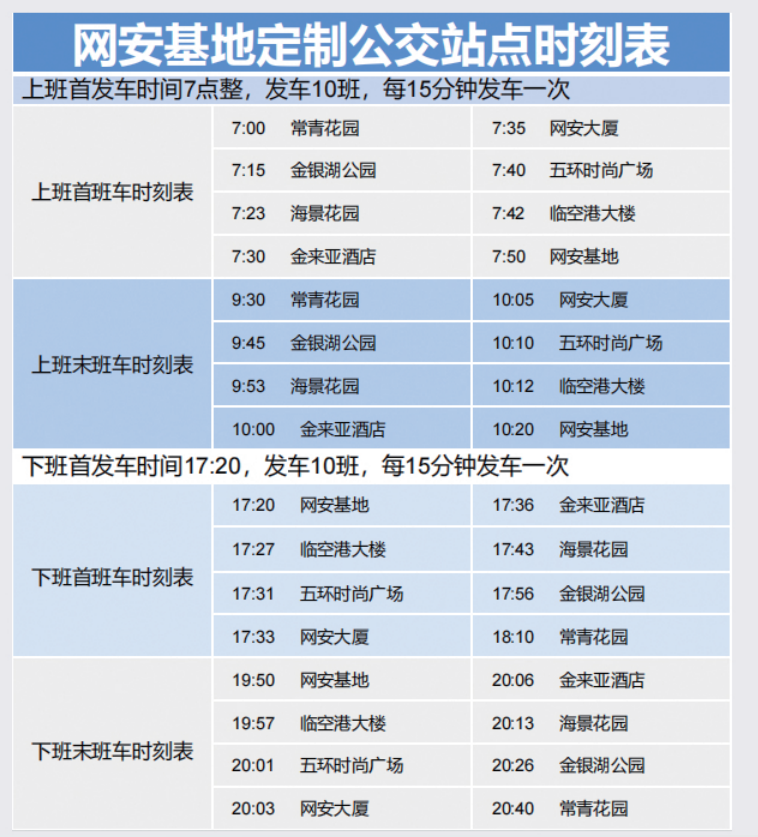 网安基地定制公交站点时刻表
上班首发车时间7点整，发车10班，每15分钟发车一次
上班首班车时刻表
7:00 常青花园 7:35 网安大厦
7:15 金银湖公园 7:40 五环时尚广场
7:23 海景花园 7:42 临空港大楼
7:30 金来亚酒店 7:50 网安基地
上班末班车时刻表
9:30 常青花园 10:05 网安大厦
9:45 金银湖公园 10:10 五环时尚广场
9:53 海景花园 10:12 临空港大楼
10:00 金来亚酒店 10:20 网安基地
下班首发车时间17:20，发车10班，每15分钟发车一次
下班首班车时刻表
17:20 网安基地 17:36 金来亚酒店
17:27 临空港大楼 17:43 海景花园
17:31 五环时尚广场 17:56 金银湖公园
17:33 网安大厦 18:10 常青花园
下班末班车时刻表
19:50 网安基地 20:06 金来亚酒店
19:57 临空港大楼 20:13 海景花园
20:01 五环时尚广场 20:26 金银湖公园
20:03 网安大厦 20:40 常青花园